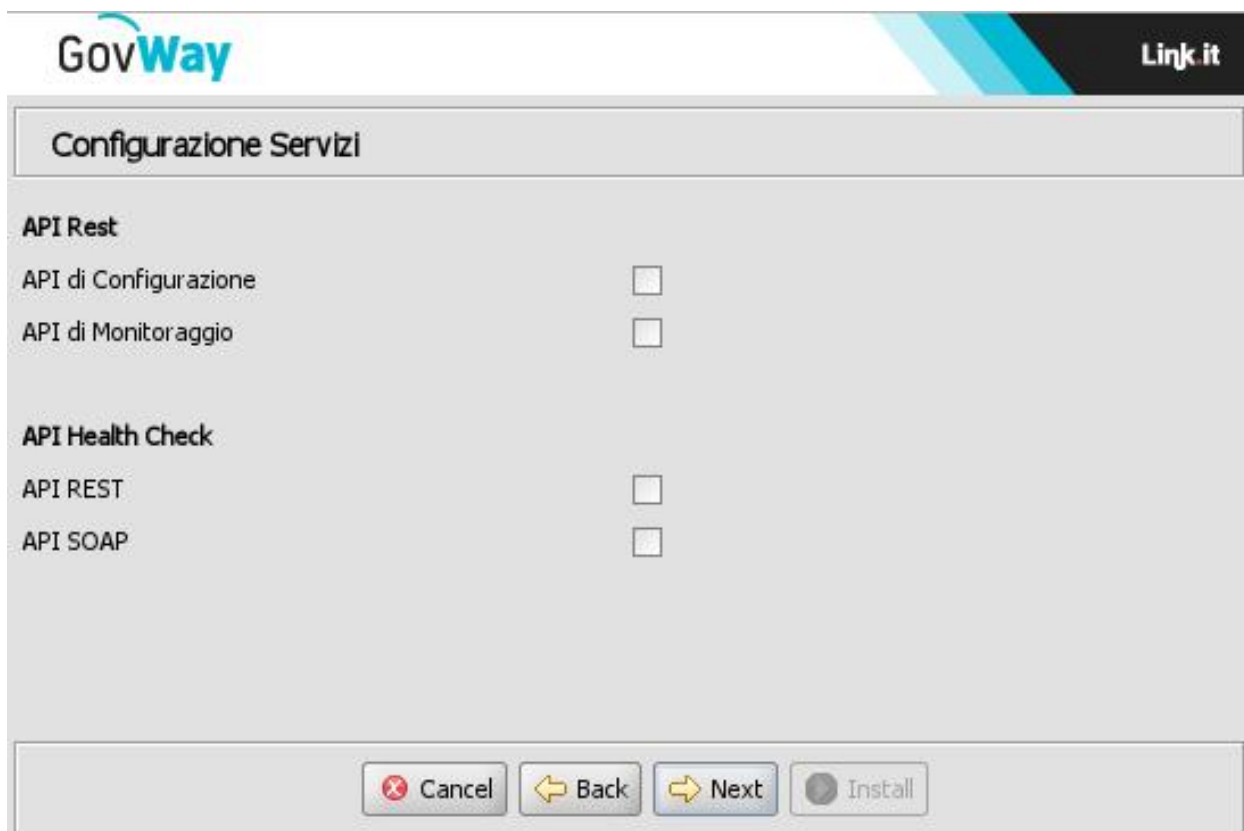 GovWay
Link.it
Configurazione Servizi
API Rest
API di Configurazione
API di Monitoraggio
API Health Check
API REST
API SOAP
Cancel Back Next Install